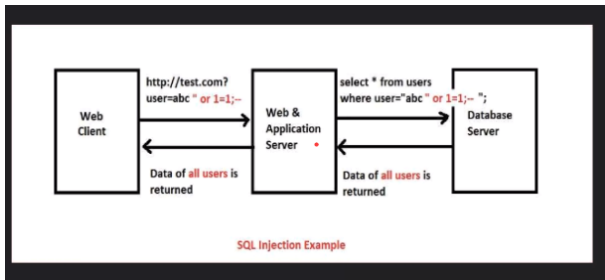 http://test.com?
user=abc " or 1=1;--
select * from users
where user="abc " or 1=1;-- ";
Web
Client
Web &
Application
Server
Database
Server
Data of all users is
returned
Data of all users is
returned
SQL Injection Example